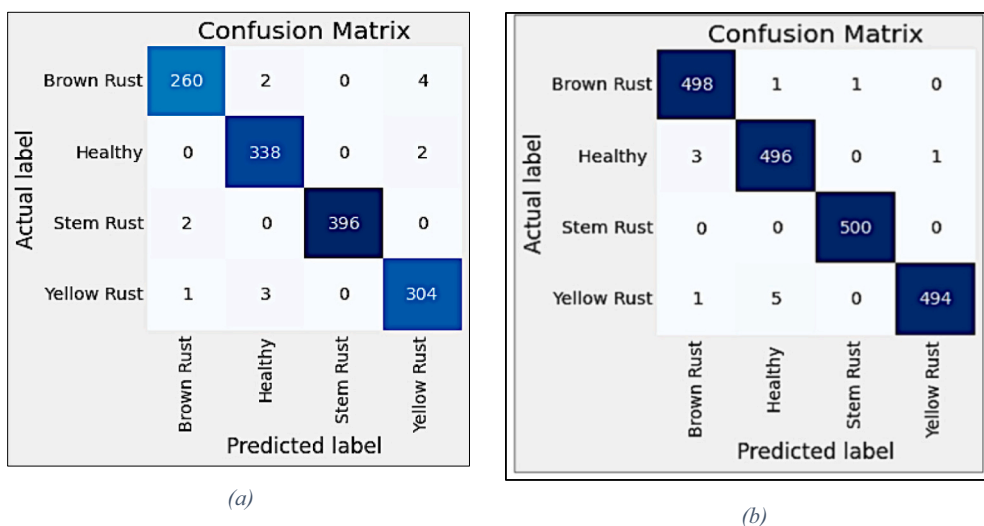 Confusion Matrix
Brown Rust 260 2 0 4
Healthy 0 338 0 2
Stem Rust 2 0 396 0
Yellow Rust 1 3 0 304
Actual label
Brown Rust Healthy Stem Rust Yellow Rust
Predicted label
(a)
Confusion Matrix
Brown Rust 498 1 1 0
Healthy 3 496 0 1
Stem Rust 0 0 500 0
Yellow Rust 1 5 0 494
Actual label
Brown Rust Healthy Stem Rust Yellow Rust
Predicted label
(b)